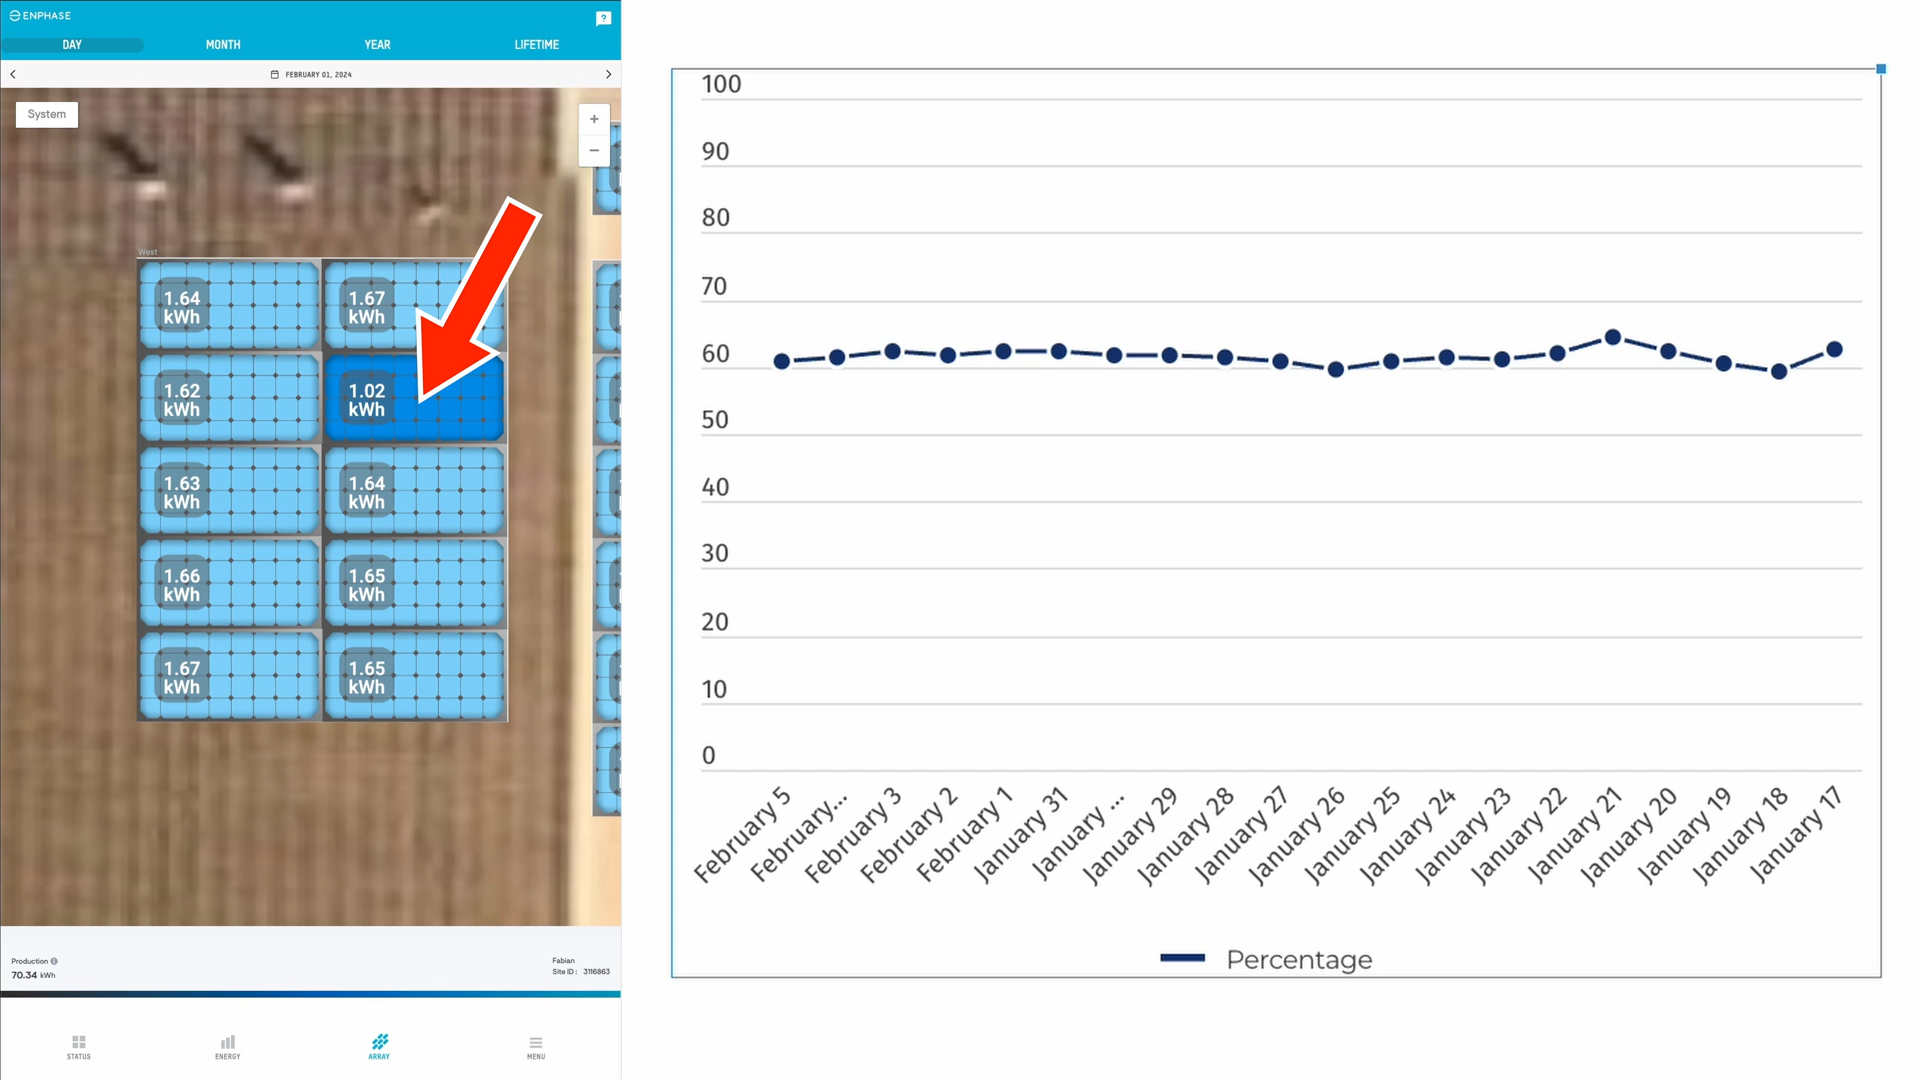 ENPHASE
?
DAY
MONTH
YEAR
LIFETIME
FEBRUARY 01, 2024
System
+
−
West
1.64
kWh
1.67
kWh
1.62
kWh
1.02
kWh
1.63
kWh
1.64
kWh
1.66
kWh
1.65
kWh
1.67
kWh
1.65
kWh
Production
70.34 kWh
Fabian
Site ID : 3116863
STATUS
ENERGY
ARRAY
MENU
100
90
80
70
60
50
40
30
20
10
0
February 5
February...
February 3
February 2
February 1
January 31
January ...
January 29
January 28
January 27
January 26
January 25
January 24
January 23
January 22
January 21
January 20
January 19
January 18
January 17
Percentage